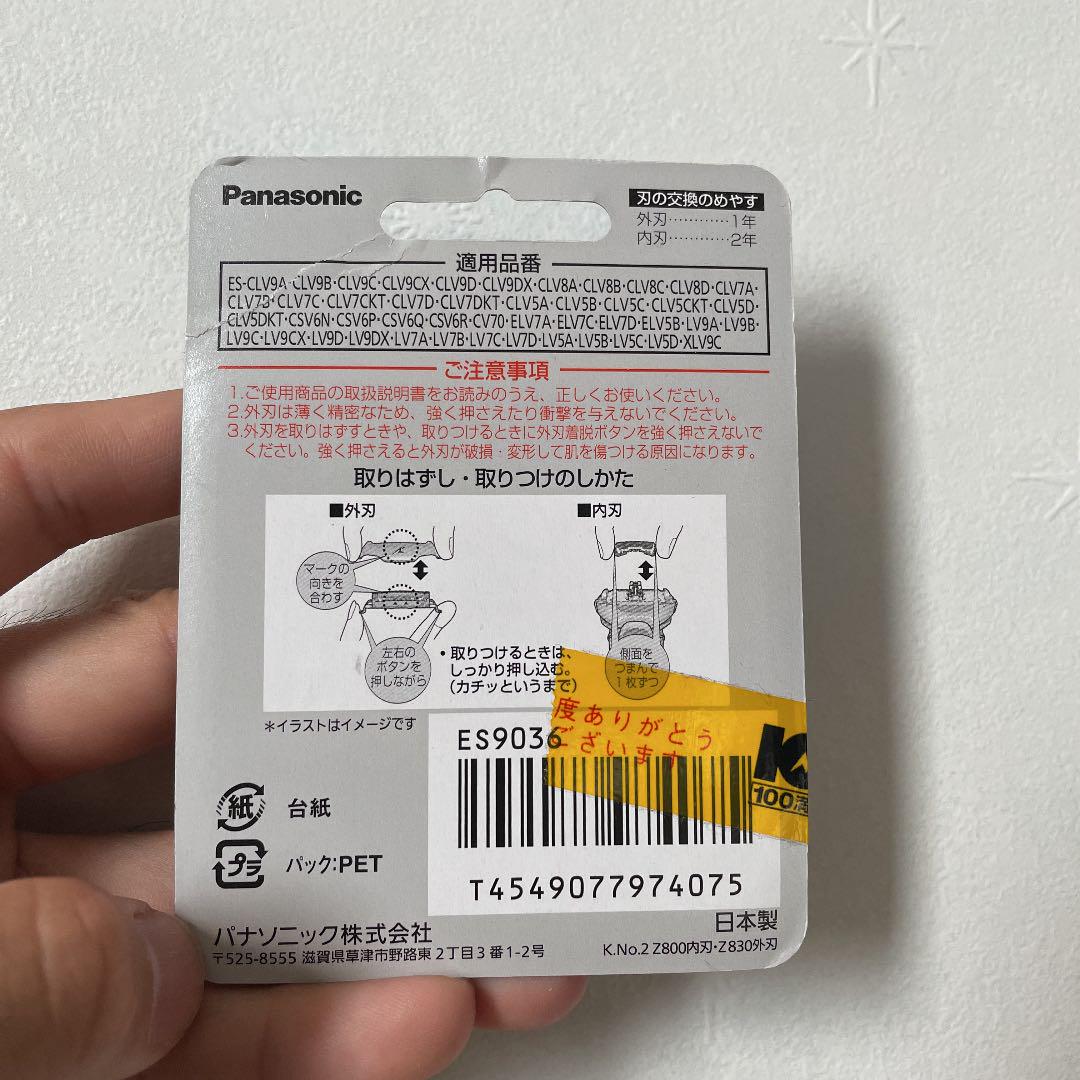 Panasonic
刃の交換のめやす
外刃…………1年
内刃…………2年
適用品番
ES-CLV9A・CLV9B・CLV9C・CLV9CX・CLV9D・CLV9DX・CLV8A・CLV8B・CLV8C・CLV8D・CLV7A・
CLV7B・CLV7C・CLV7CKT・CLV7D・CLV7DKT・CLV5A・CLV5B・CLV5C・CLV5CKT・CLV5D・
CLV5DKT・CSV6N・CSV6P・CSV6Q・CSV6R・CV70・ELV7A・ELV7C・ELV7D・ELV5B・LV9A・LV9B・
LV9C・LV9CX・LV9D・LV9DX・LV7A・LV7B・LV7C・LV7D・LV5A・LV5B・LV5C・LV5D・XLV9C
ご注意事項
1.ご使用商品の取扱説明書をお読みのうえ、正しくお使いください。
2.外刃は薄く精密なため、強く押さえたり衝撃を与えないでください。
3.外刃を取りはずすときや、取りつけるときに外刃着脱ボタンを強く押さえないで
ください。強く押さえると外刃が破損・変形して肌を傷つける原因になります。
取りはずし・取りつけのしかた
■外刃
■内刃
マークの
向きを
合わす
左右の
ボタンを
押しながら
・取りつけるときは、
しっかり押し込む。
(カチッというまで)
側面を
つまんで
1枚ずつ
＊イラストはイメージです
度ありがとう
ございます
100満
ES9036
T4549077974075
紙 台紙
プラ パック:PET
パナソニック株式会社
〒525-8555 滋賀県草津市野路東2丁目3番1-2号
日本製
K.No.2 Z800内刃・Z830外刃